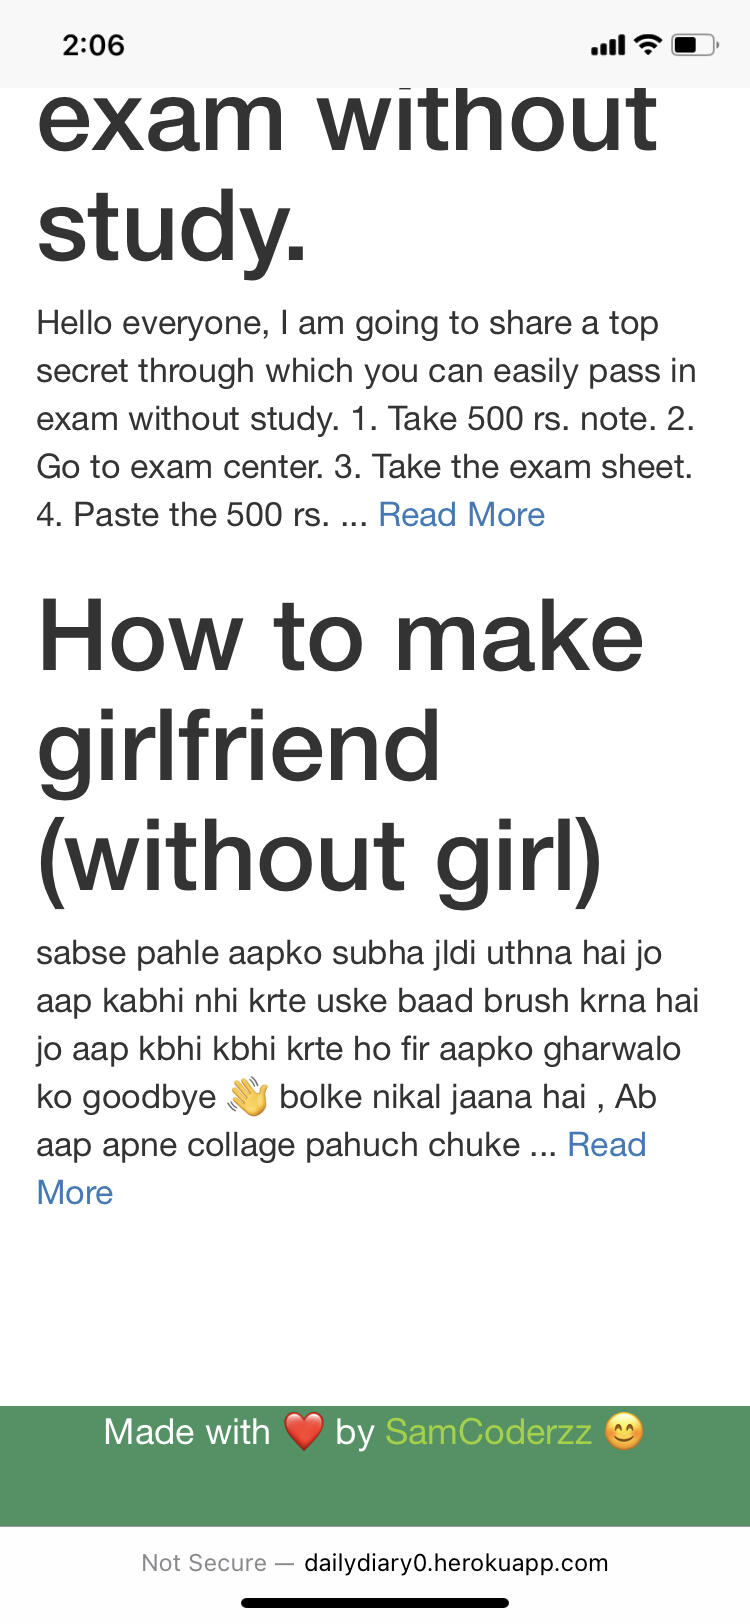 2:06
exam without
study.
Hello everyone, I am going to share a top
secret through which you can easily pass in
exam without study. 1. Take 500 rs. note. 2.
Go to exam center. 3. Take the exam sheet.
4. Paste the 500 rs. ... Read More
How to make
girlfriend
(without girl)
sabse pahle aapko subha jldi uthna hai jo
aap kabhi nhi krte uske baad brush krna hai
jo aap kbhi kbhi krte ho fir aapko gharwalo
ko goodbye 👋 bolke nikal jaana hai , Ab
aap apne collage pahuch chuke ... Read
More
Made with ❤️ by SamCoderzz 😊
Not Secure — dailydiary0.herokuapp.com